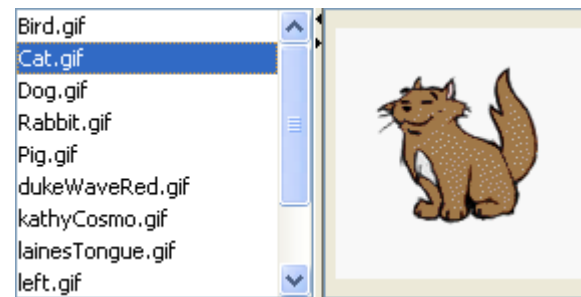 Bird.gif
Cat.gif
Dog.gif
Rabbit.gif
Pig.gif
dukeWaveRed.gif
kathyCosmo.gif
lainesTongue.gif
left.gif